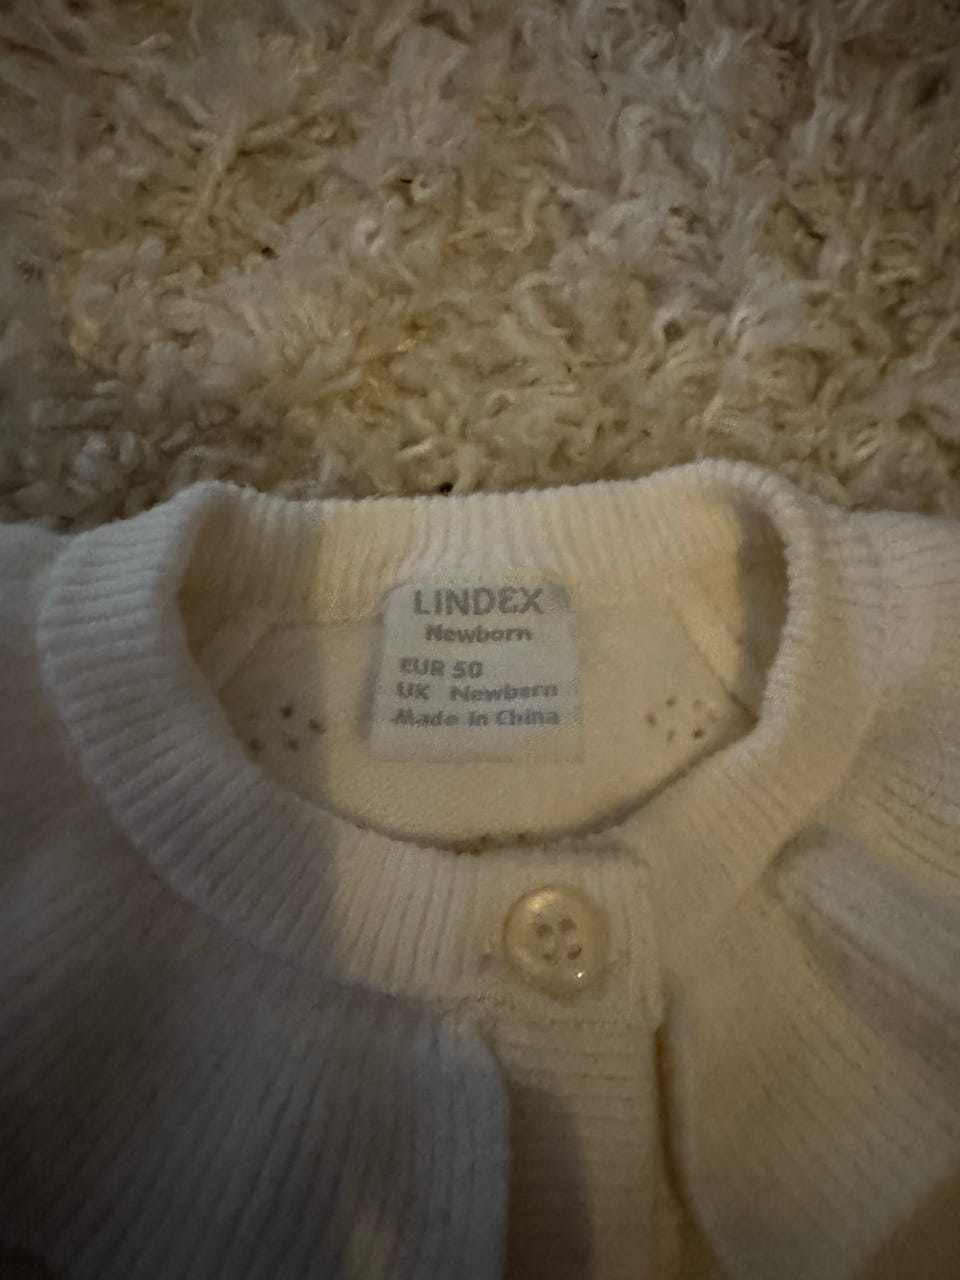 LINDEX
Newborn
EUR 50
UK Newborn
Made in China